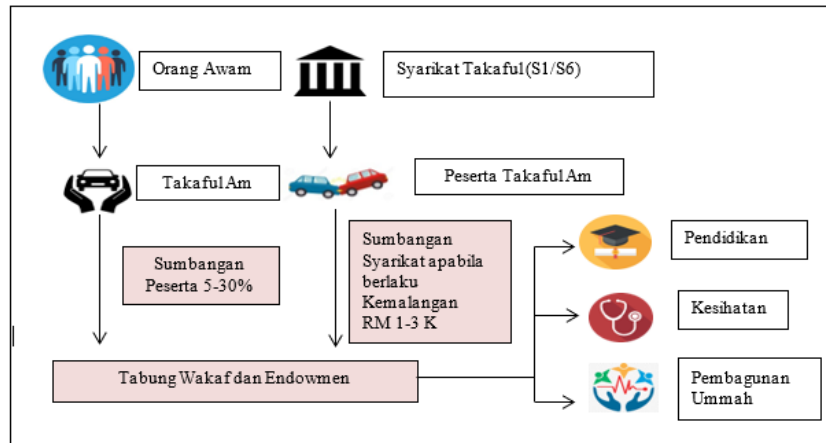 Orang Awam
Syarikat Takaful(S1/S6)
Takaful Am
Peserta Takaful Am
Sumbangan
Peserta 5-30%
Sumbangan
Syarikat apabila
berlaku
Kemalangan
RM 1-3 K
Pendidikan
Kesihatan
Tabung Wakaf dan Endowmen
Pembagunan
Ummah